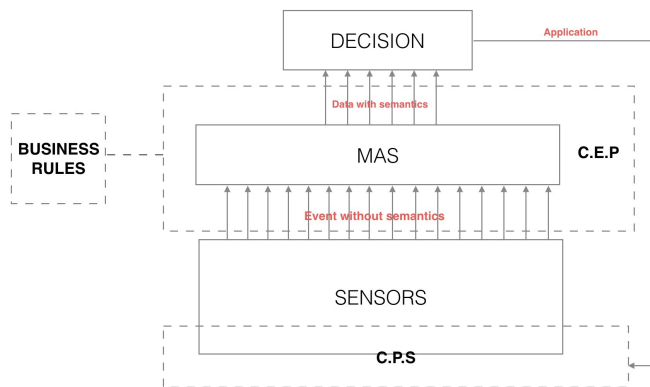 DECISION
Application
Data with semantics
BUSINESS
RULES
MAS
C.E.P
Event without semantics
SENSORS
C.P.S